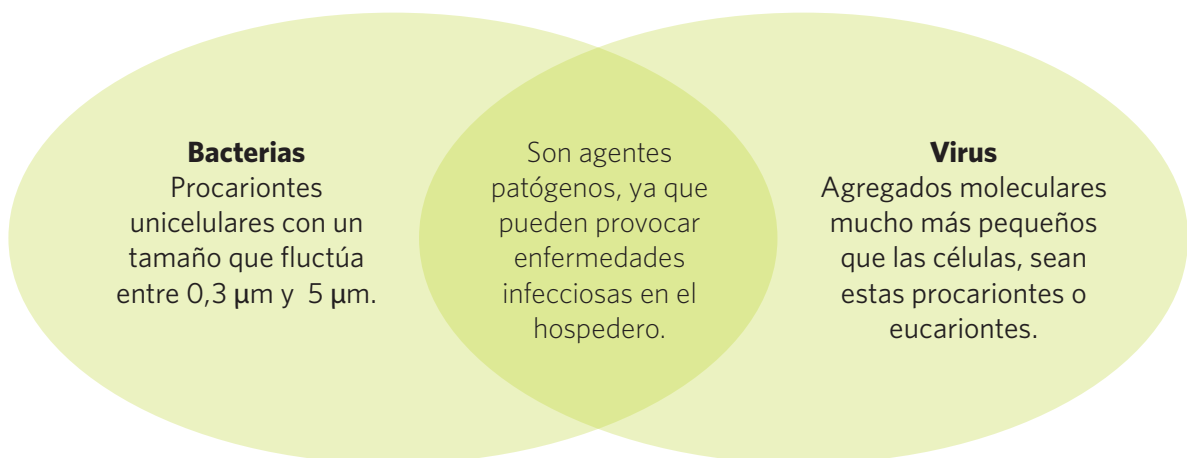 Bacterias
Procariontes
unicelulares con un
tamaño que fluctúa
entre 0,3 μm y 5 μm.
Son agentes
patógenos, ya que
pueden provocar
enfermedades
infecciosas en el
hospedero.
Virus
Agregados moleculares
mucho más pequeños
que las células, sean
estas procariontes o
eucariontes.